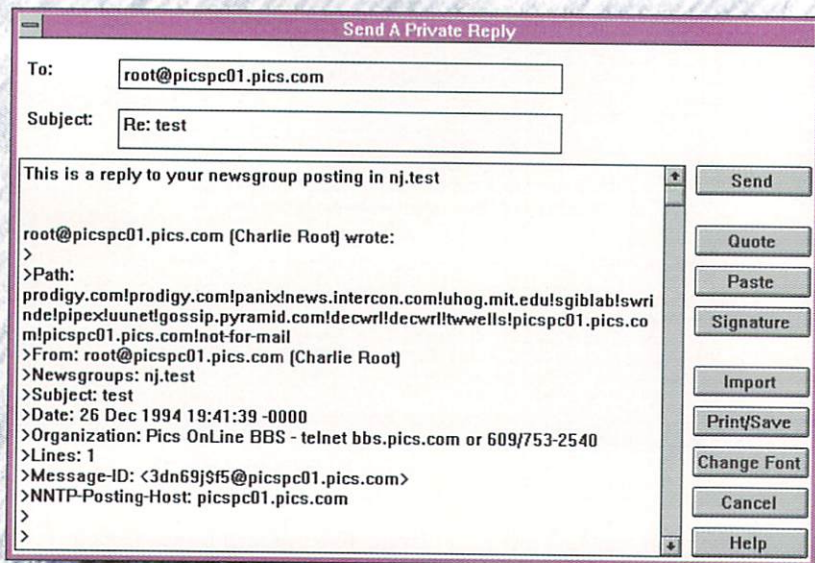 Send A Private Reply
To:
root@picspc01.pics.com
Subject:
Re: test
This is a reply to your newsgroup posting in nj.test
root@picspc01.pics.com (Charlie Root) wrote:
>
>Path:
prodigy.com!prodigy.com!panix!news.intercon.com!uhog.mit.edu!sgiblab!swri
nde!pipex!uunet!gossip.pyramid.com!decwrl!decwrl!twwells!picspc01.pics.co
m!picspc01.pics.com!not-for-mail
>From: root@picspc01.pics.com (Charlie Root)
>Newsgroups: nj.test
>Subject: test
>Date: 26 Dec 1994 19:41:39 -0000
>Organization: Pics OnLine BBS - telnet bbs.pics.com or 609/753-2540
>Lines: 1
>Message-ID: <3dn69j$f5@picspc01.pics.com>
>NNTP-Posting-Host: picspc01.pics.com
>
>
Send
Quote
Paste
Signature
Import
Print/Save
Change Font
Cancel
Help